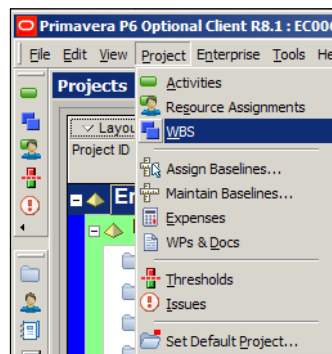 Primavera P6 Optional Client R8.1 : EC00
File Edit View Project Enterprise Tools He
Projects
Activities
Resource Assignments
Layou
WBS
Project ID
Assign Baselines...
Maintain Baselines...
Expenses
WPs & Docs
Thresholds
Issues
Set Default Project...